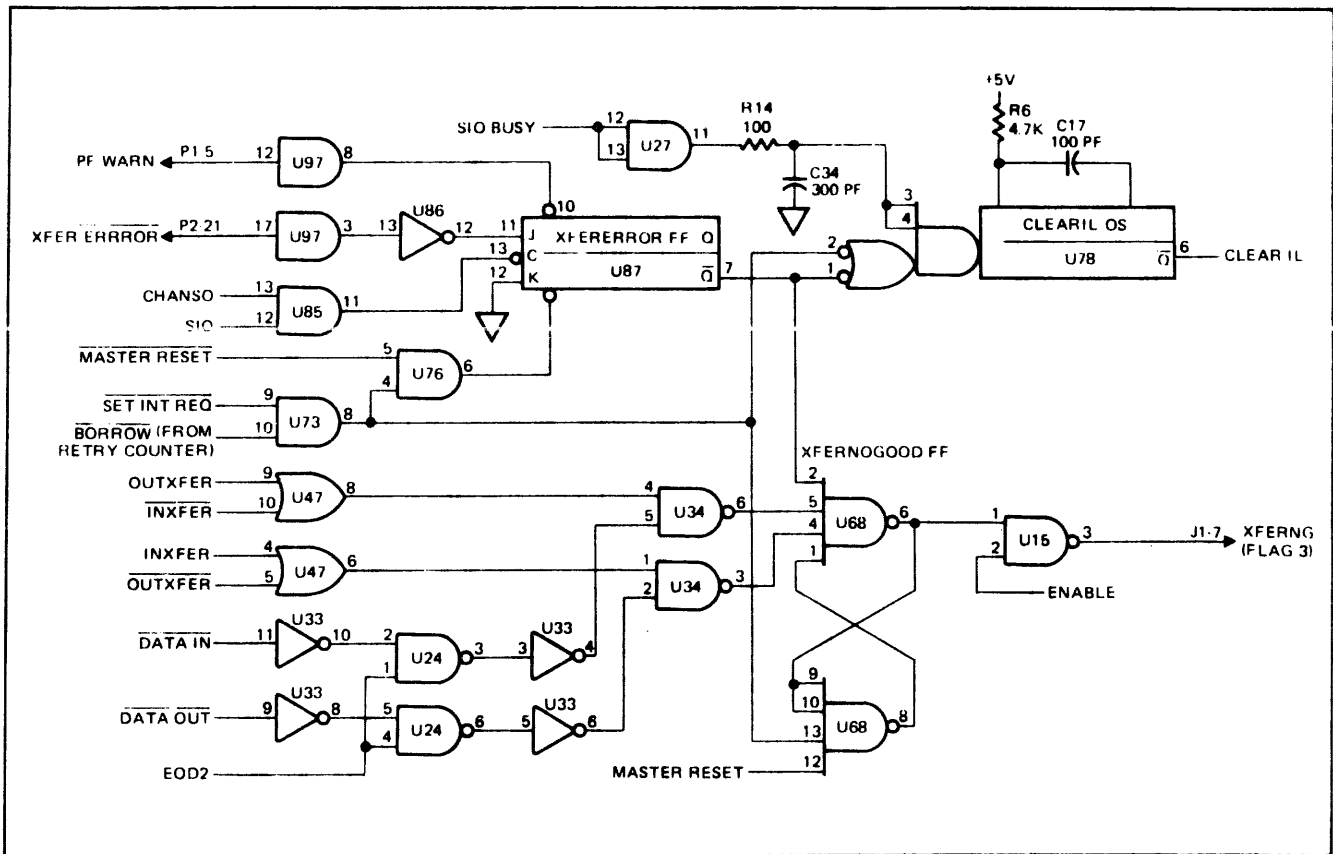 +5V
R6
4.7K
C17
100 PF
R14
100
SIO BUSY
12
13
U27
11
C34
300 PF
PF WARN
P1 5
12
U97
8
10
XFER ERRROR
P2-21
17
U97
3
13
U86
12
11
J
XFERERROR FF
Q
13
C
12
K
U87
Q
7
3
4
2
1
CLEARIL OS
U78
Q
6
CLEAR IL
CHANSO
13
SIO
12
U85
11
MASTER RESET
5
4
U76
6
SET INT REQ
9
BORROW (FROM
RETRY COUNTER)
10
U73
8
XFERNOGOOD FF
OUTXFER
9
INXFER
10
U47
8
4
5
U34
6
2
5
4
1
U68
6
1
2
U15
3
J1-7
XFERNG
(FLAG 3)
ENABLE
INXFER
4
OUTXFER
5
U47
6
1
2
U34
3
DATA IN
11
U33
10
2
1
U24
3
3
U33
4
DATA OUT
9
U33
8
5
4
U24
6
5
U33
6
9
10
13
12
U68
8
EOD2
MASTER RESET